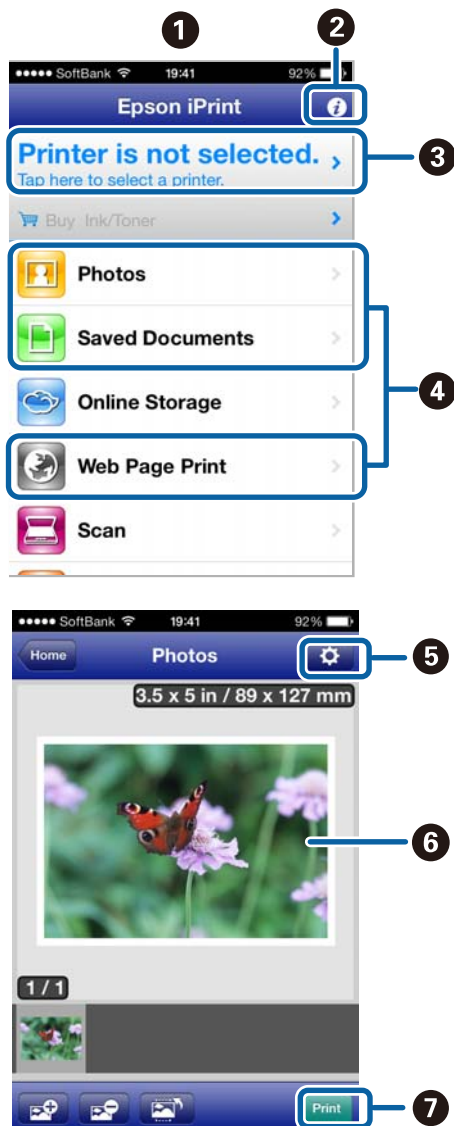 1
2
●●●●● SoftBank 19:41 92%
Epson iPrint i
Printer is not selected. >
3
Tap here to select a printer.
Buy Ink/Toner >
Photos >
Saved Documents >
4
Online Storage >
Web Page Print >
Scan >
●●●●● SoftBank 19:41 92%
Home Photos
5
3.5 x 5 in / 89 x 127 mm
6
1 / 1
Print
7